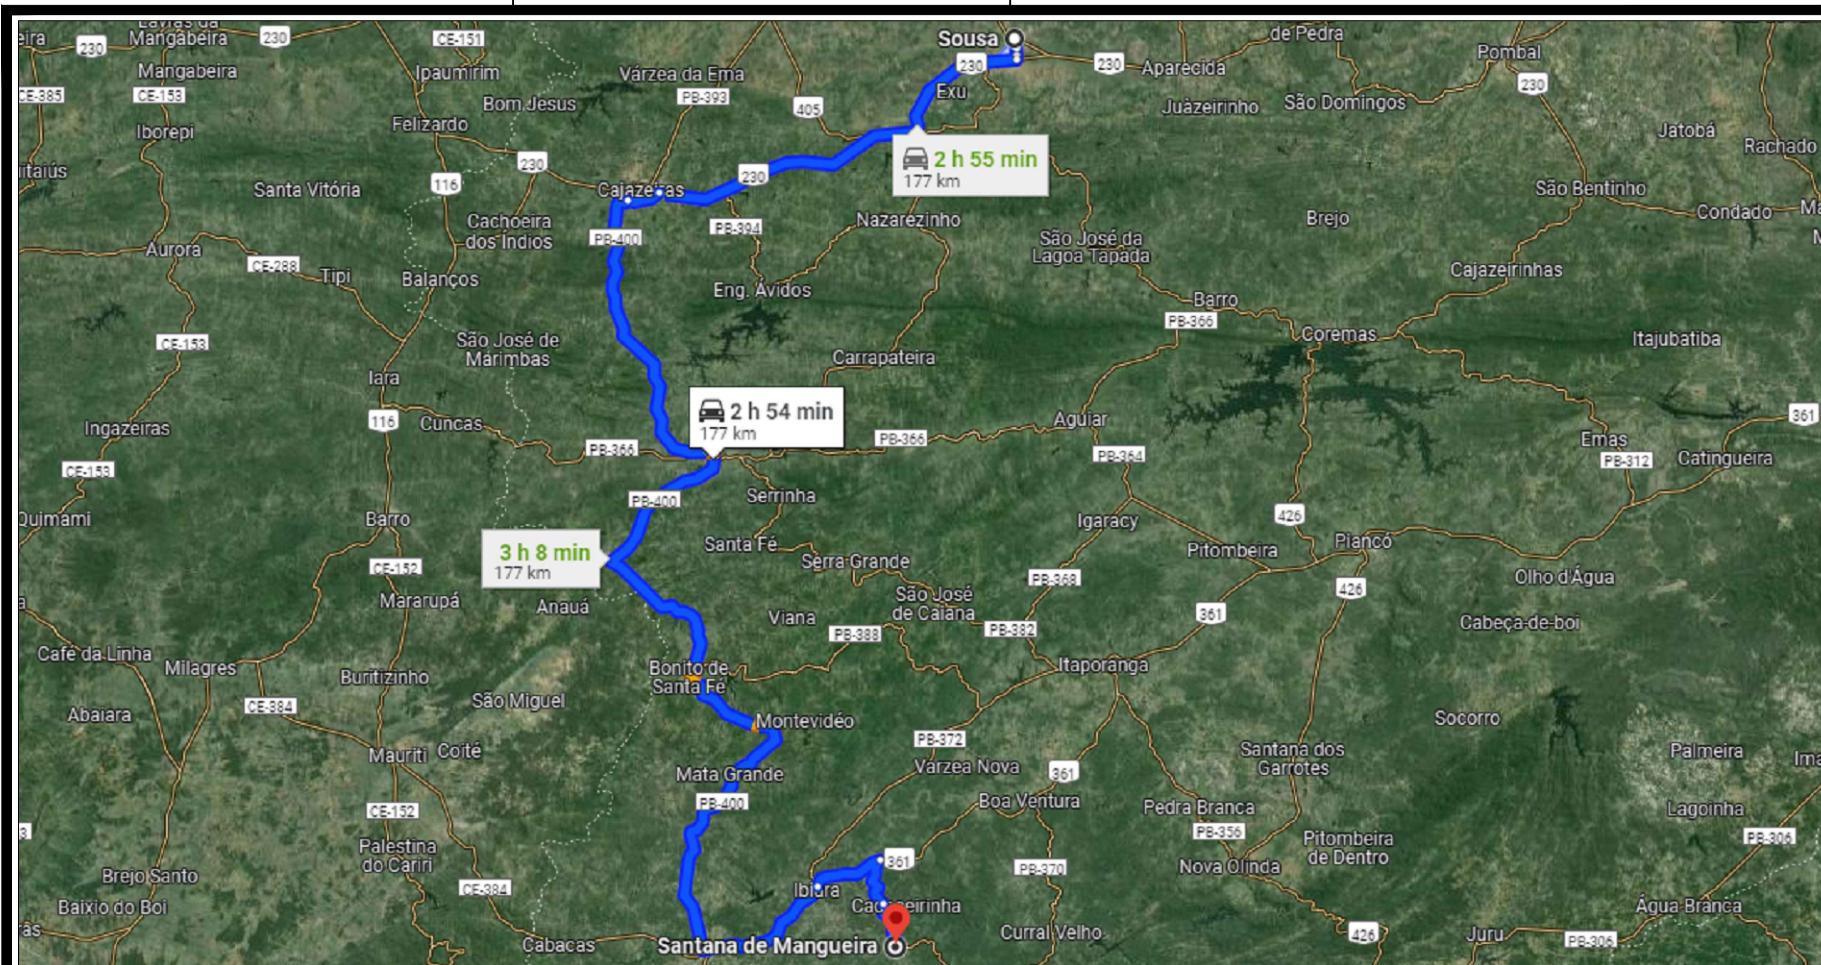 Lavras da
Mangabeira
230
230
CE-151
Sousa
230
230
Aparecida
de Pedra
Pombal
230
Mangabeira
Ipaumirim
Várzea da Ema
PB-393
Exu
CE-385
CE-153
Bom Jesus
405
Juàzeirinho
São Domingos
Felizardo
Iborepi
Jatobá
Rachado
230
2 h 55 min
177 km
230
116
Santa Vitória
Cajazeiras
São Bentinho
Condado
Cachoeira
dos Índios
PB-400
PB-394
Nazarezinho
Brejo
São José da
Lagoa Tapada
Aurora
CE-288
Tipi
Balanços
Eng. Ávidos
Cajazeirinhas
Barro
PB-366
Coremas
Itajubatiba
CE-153
São José de
Marimbas
Carrapateira
Iara
116
Cuncas
2 h 54 min
177 km
Aguiar
361
Ingazeiras
PB-366
PB-366
PB-364
Emas
PB-312
Catingueira
CE-153
PB-400
Serrinha
Quimami
Barro
Igaracy
426
Santa Fé
Pitombeira
Piancó
3 h 8 min
177 km
Serra Grande
CE-152
PB-368
Olho d'Água
Mararupá
Anauá
São José
de Caiana
426
361
Viana
PB-388
PB-382
Cabeça-de-boi
Café da Linha
Milagres
Buritizinho
Bonito de
Santa Fé
Itaporanga
CE-384
São Miguel
Abaiara
Montevidéo
Socorro
Mauriti
Coité
PB-372
Santana dos
Garrotes
Palmeira
Mata Grande
Varzea Nova
361
PB-400
Boa Ventura
Pedra Branca
Lagoinha
CE-152
PB-356
PB-306
Palestina
do Cariri
Pitombeira
de Dentro
361
PB-370
Nova Olinda
Brejo Santo
CE-384
Ibiara
Baixio do Boi
Cachoeirinha
Água Branca
Curral Velho
426
Juru
PB-306
Cabacas
Santana de Mangueira